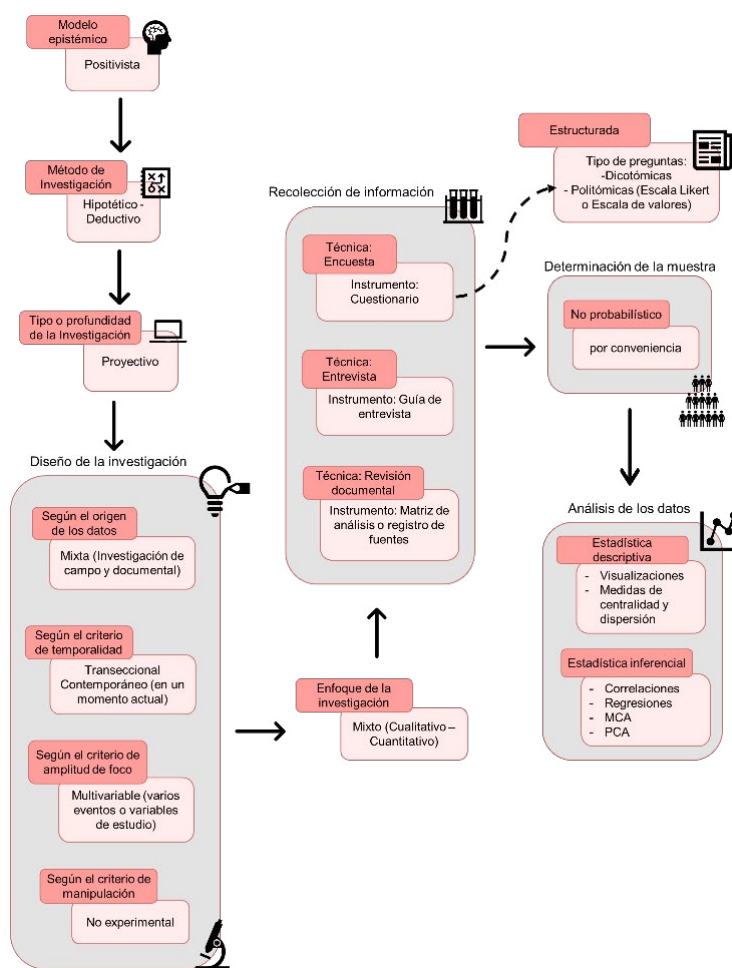 Modelo
epistémico
Positivista
Método de
Investigación
Hipotético -
Deductivo
Tipo o profundidad
de la Investigación
Proyectivo
Diseño de la investigación
Según el origen
de los datos
Mixta (Investigación de
campo y documental)
Según el criterio
de temporalidad
Transeccional
Contemporáneo (en un
momento actual)
Según el criterio de
amplitud de foco
Multivariable (varios
eventos o variables
de estudio)
Según el criterio de
manipulación
No experimental
Enfoque de la
investigación
Mixto (Cualitativo –
Cuantitativo)
Recolección de información
Técnica:
Encuesta
Instrumento:
Cuestionario
Técnica:
Entrevista
Instrumento: Guía de
entrevista
Técnica: Revisión
documental
Instrumento: Matriz de
análisis o registro de
fuentes
Estructurada
Tipo de preguntas:
-Dicotómicas
- Politómicas (Escala Likert
o Escala de valores)
Determinación de la muestra
No probabilístico
por conveniencia
Análisis de los datos
Estadística
descriptiva
- Visualizaciones
- Medidas de
centralidad y
dispersión
Estadística inferencial
- Correlaciones
- Regresiones
- MCA
- PCA